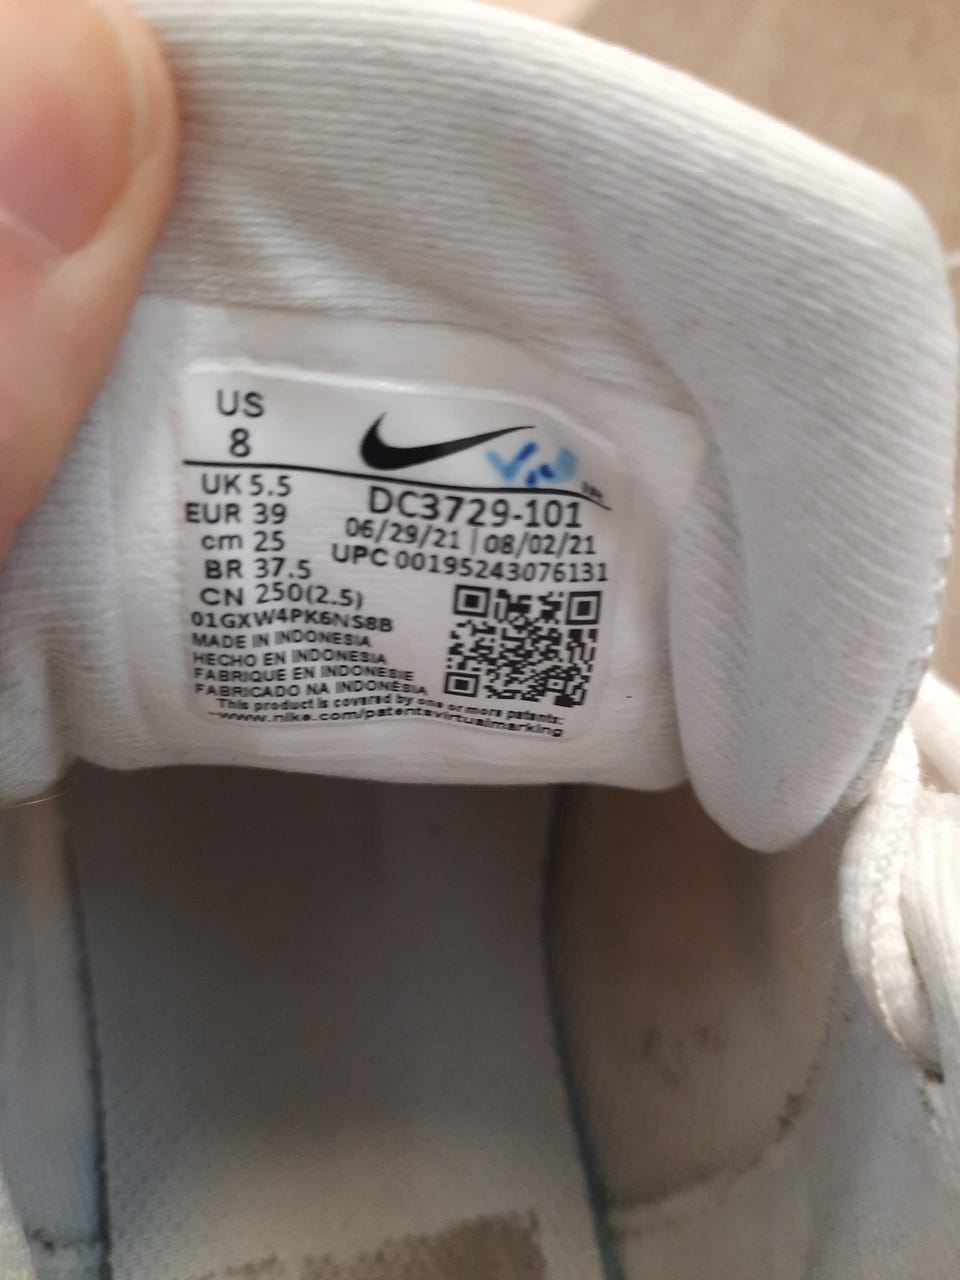 US
8
UK 5.5
EUR 39
cm 25
BR 37.5
CN 250(2.5)
DC3729-101
06/29/21 | 08/02/21
UPC 00195243076131
01GXW4PK6NS8B
MADE IN INDONESIA
HECHO EN INDONESIA
FABRIQUE EN INDONESIE
FABRICADO NA INDONÉSIA
This product is covered by one or more patents:
www.nike.com/patentsvirtualmarking